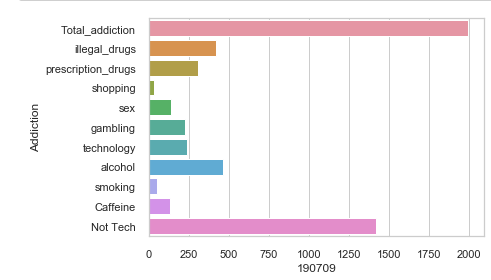 Total_addiction
illegal_drugs
prescription_drugs
shopping
sex
gambling
technology
alcohol
smoking
Caffeine
Not Tech
Addiction
0 250 500 750 1000 1250 1500 1750 2000
190709